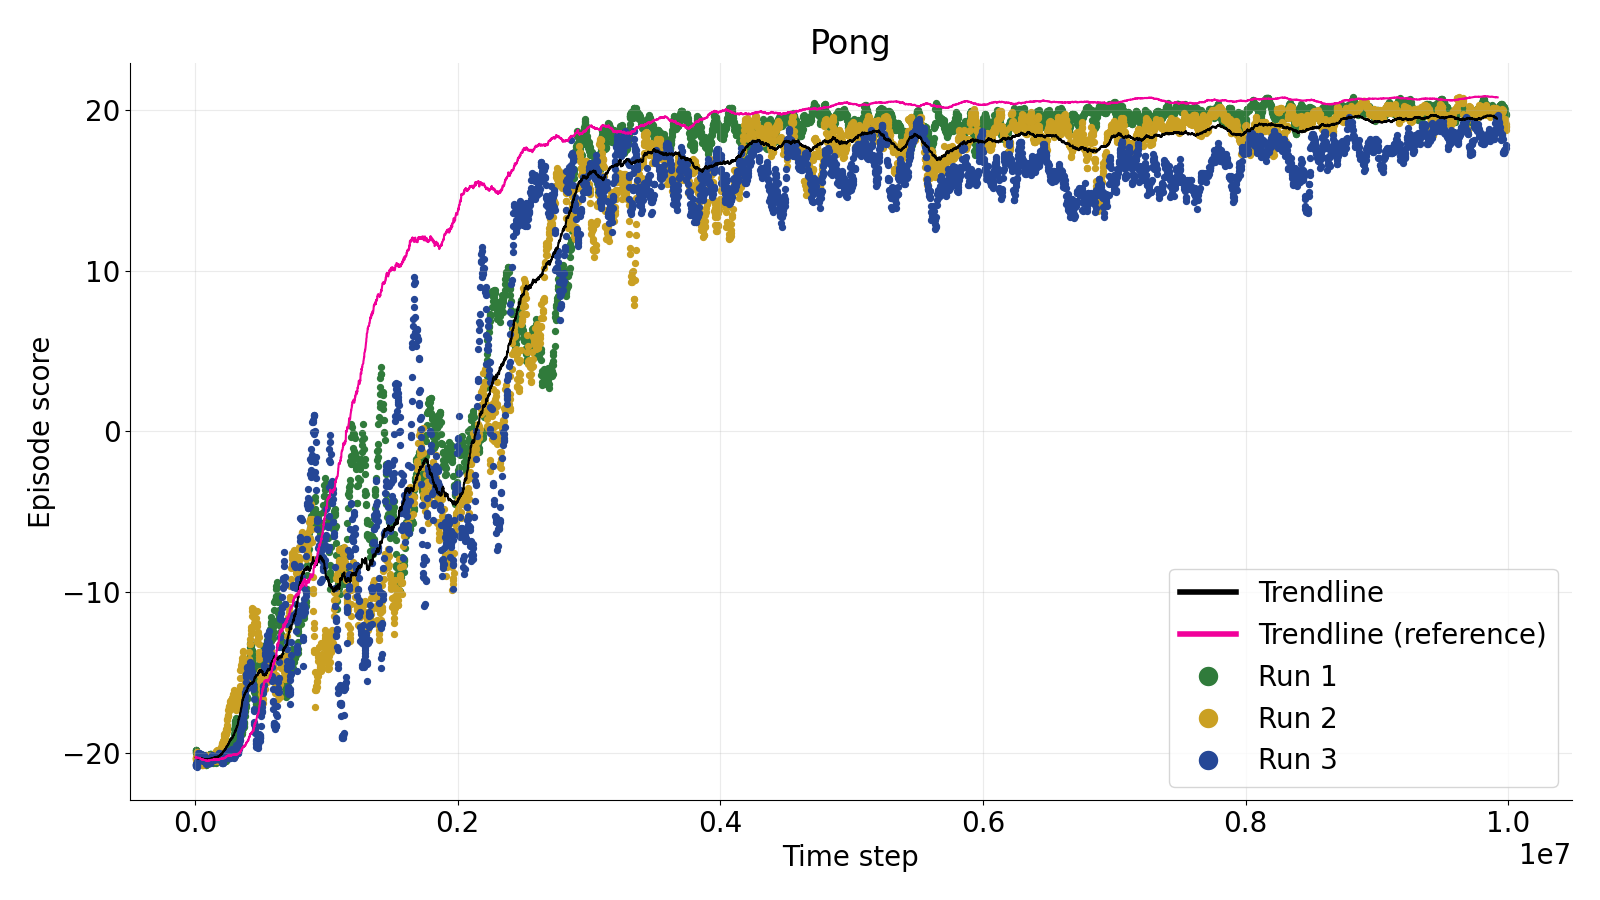 Pong
Episode score
20
10
0
−10
−20
0.0
0.2
0.4
0.6
0.8
1.0
1e7
Time step
Trendline
Trendline (reference)
Run 1
Run 2
Run 3